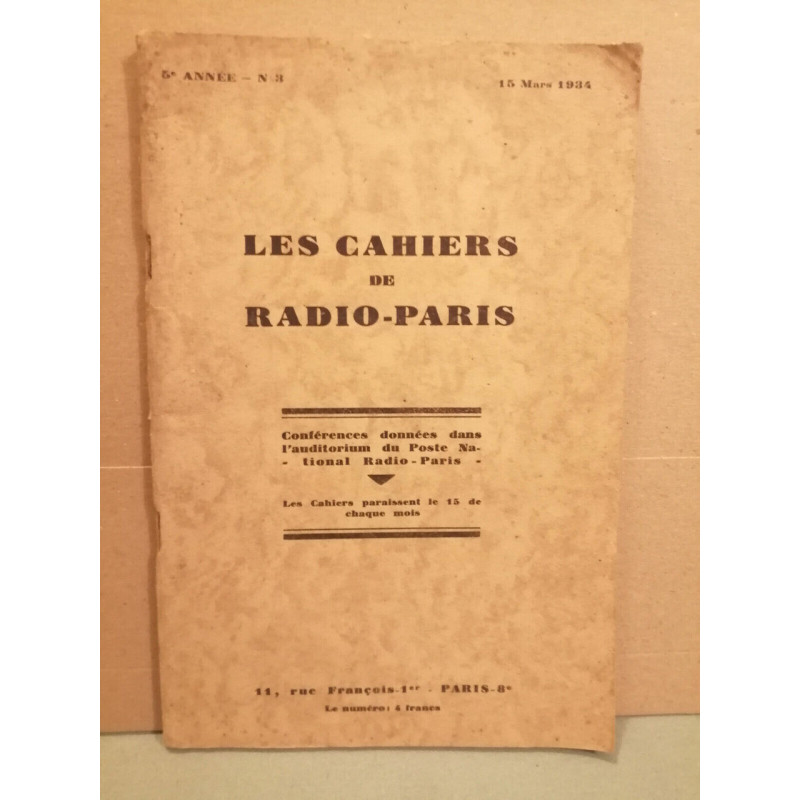 5e ANNÉE - N 3
15 Mars 1934
LES CAHIERS
DE
RADIO-PARIS
Conférences données dans
l'auditorium du Poste Na-
- tional Radio-Paris -
Les Cahiers paraissent le 15 de
chaque mois
11, rue François-1er - PARIS-8e
Le numéro: 4 francs